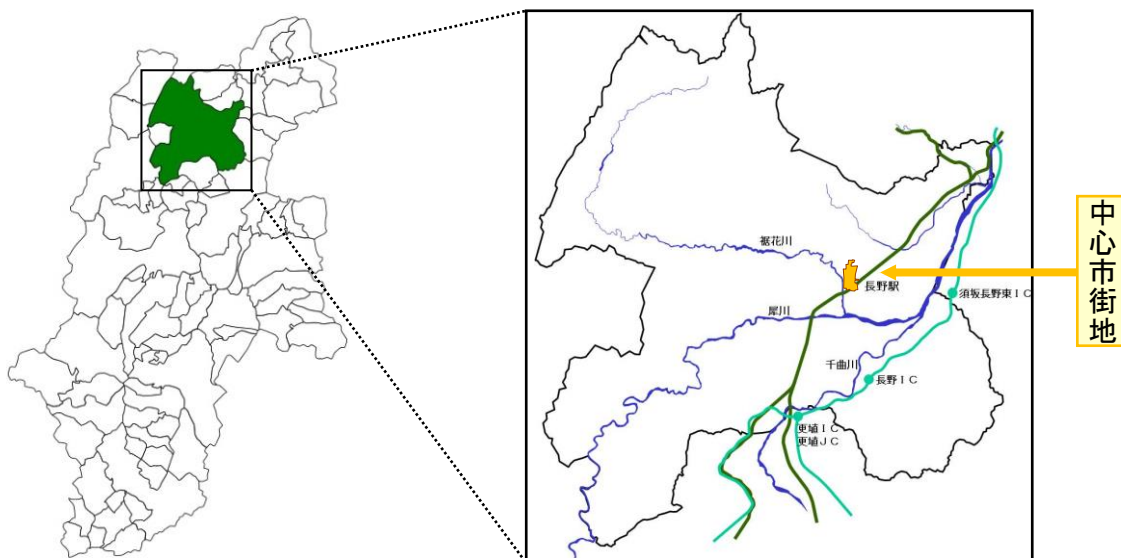 裾花川
長野駅
須坂長野東ＩＣ
犀川
千曲川
長野ＩＣ
更埴ＩＣ
更埴ＪＣ
中心市街地